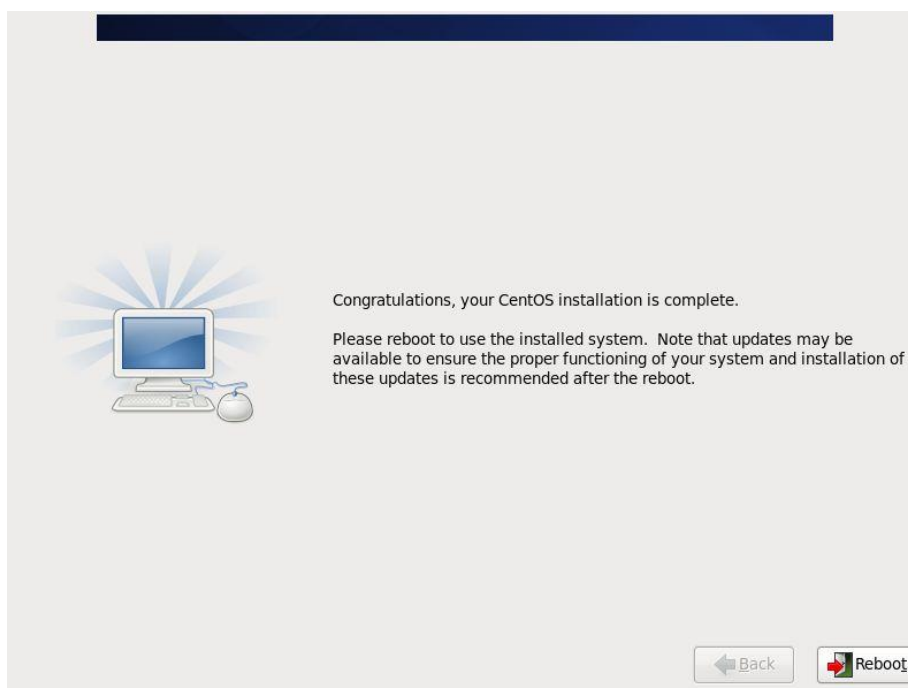 Congratulations, your CentOS installation is complete.
Please reboot to use the installed system.  Note that updates may be
available to ensure the proper functioning of your system and installation of
these updates is recommended after the reboot.
Back
Reboot